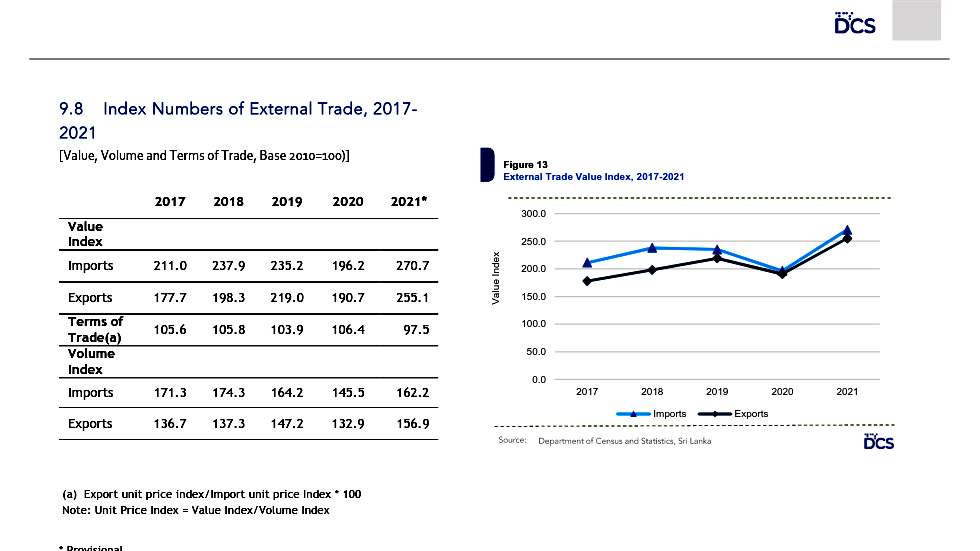 DCS
9.8 Index Numbers of External Trade, 2017-
2021
[Value, Volume and Terms of Trade, Base 2010=100)]
2017 2018 2019 2020 2021*
Value
Index
Imports 211.0 237.9 235.2 196.2 270.7
Exports 177.7 198.3 219.0 190.7 255.1
Terms of
Trade(a) 105.6 105.8 103.9 106.4 97.5
Volume
Index
Imports 171.3 174.3 164.2 145.5 162.2
Exports 136.7 137.3 147.2 132.9 156.9
(a) Export unit price index/Import unit price Index * 100
Note: Unit Price Index = Value Index/Volume Index
* Provisional
Figure 13
External Trade Value Index, 2017-2021
Value Index
300.0
250.0
200.0
150.0
100.0
50.0
0.0
2017 2018 2019 2020 2021
Imports Exports
Source: Department of Census and Statistics, Sri Lanka
DCS